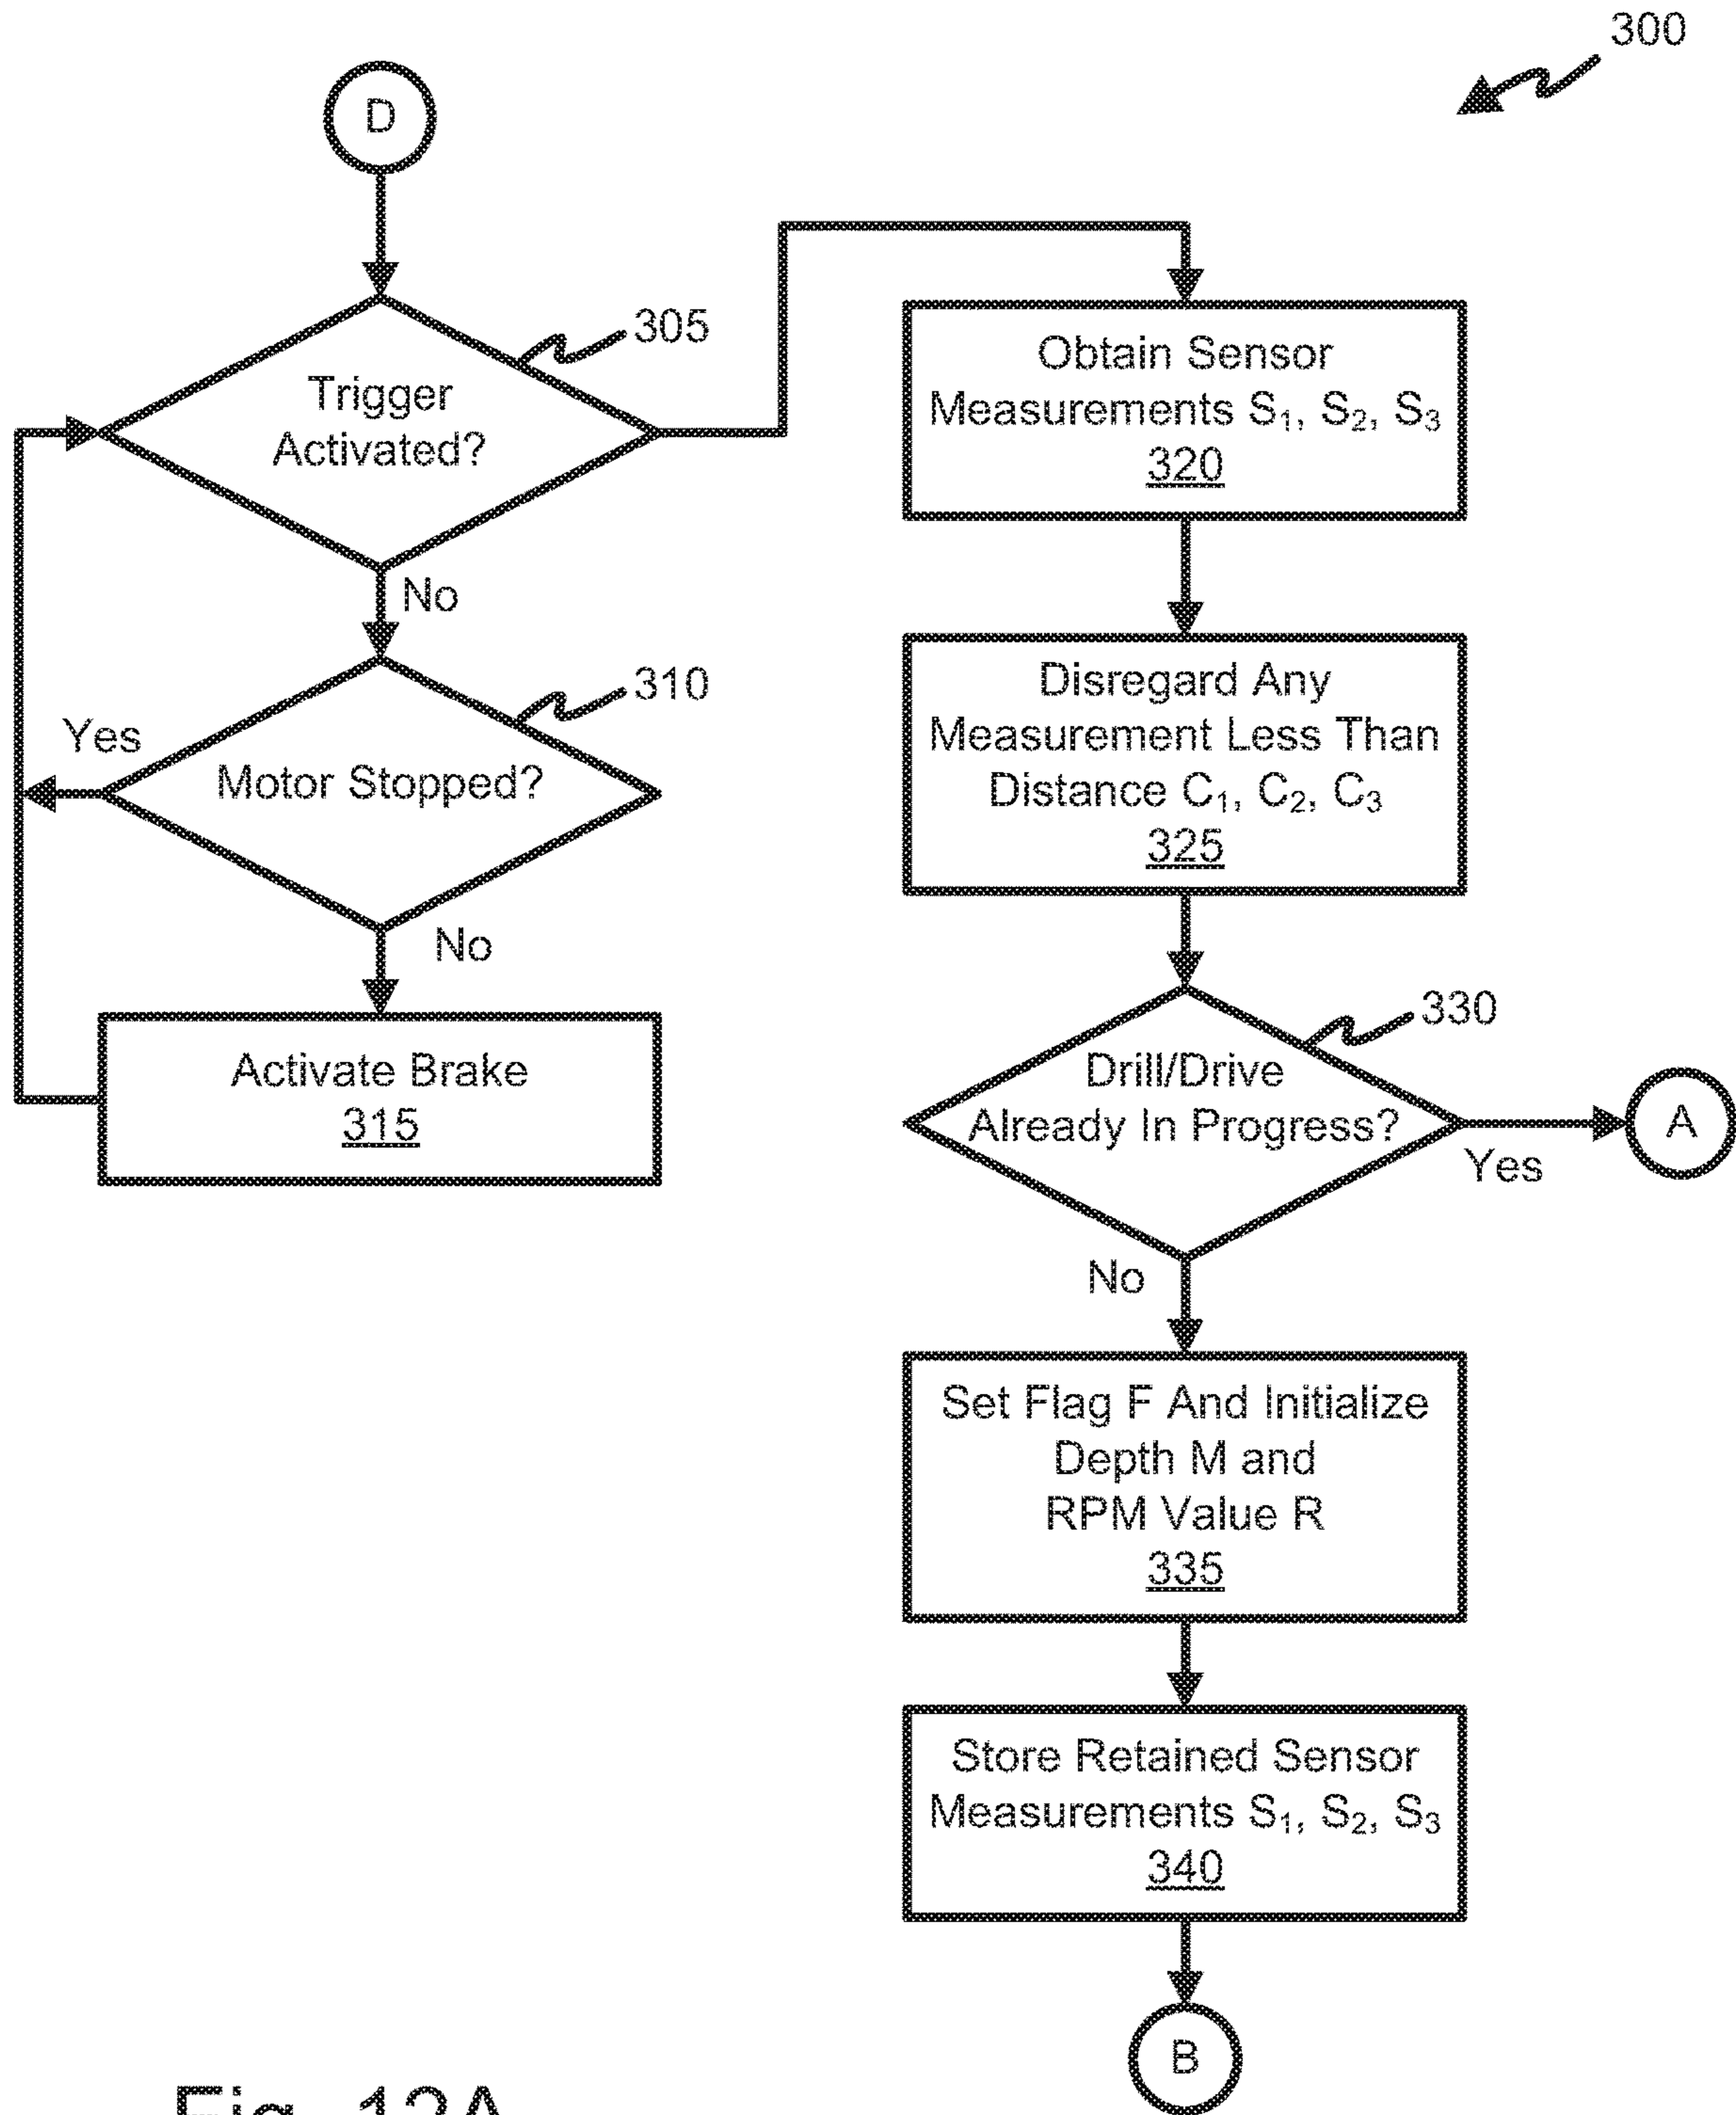 300
D
305
Trigger
Activated?
No
310
Yes
Motor Stopped?
No
Activate Brake
315
Obtain Sensor
Measurements S₁, S₂, S₃
320
Disregard Any
Measurement Less Than
Distance C₁, C₂, C₃
325
330
Drill/Drive
Already In Progress?
A
Yes
No
Set Flag F And Initialize
Depth M and
RPM Value R
335
Store Retained Sensor
Measurements S₁, S₂, S₃
340
B
Fig. 12A